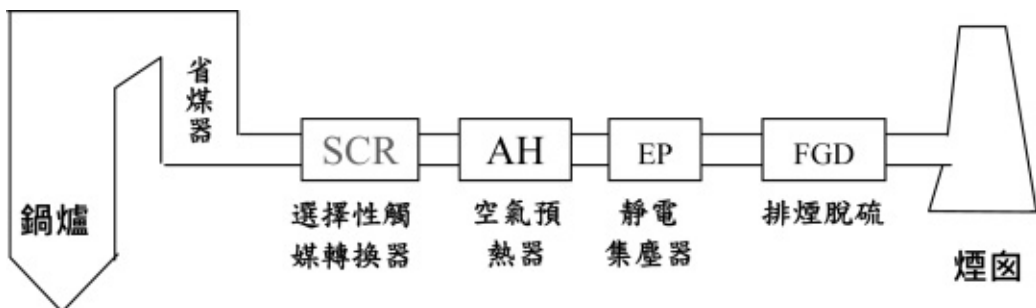 鍋爐
省煤器
SCR
選擇性觸
媒轉換器
AH
空氣預
熱器
EP
靜電
集塵器
FGD
排煙脫硫
煙囪